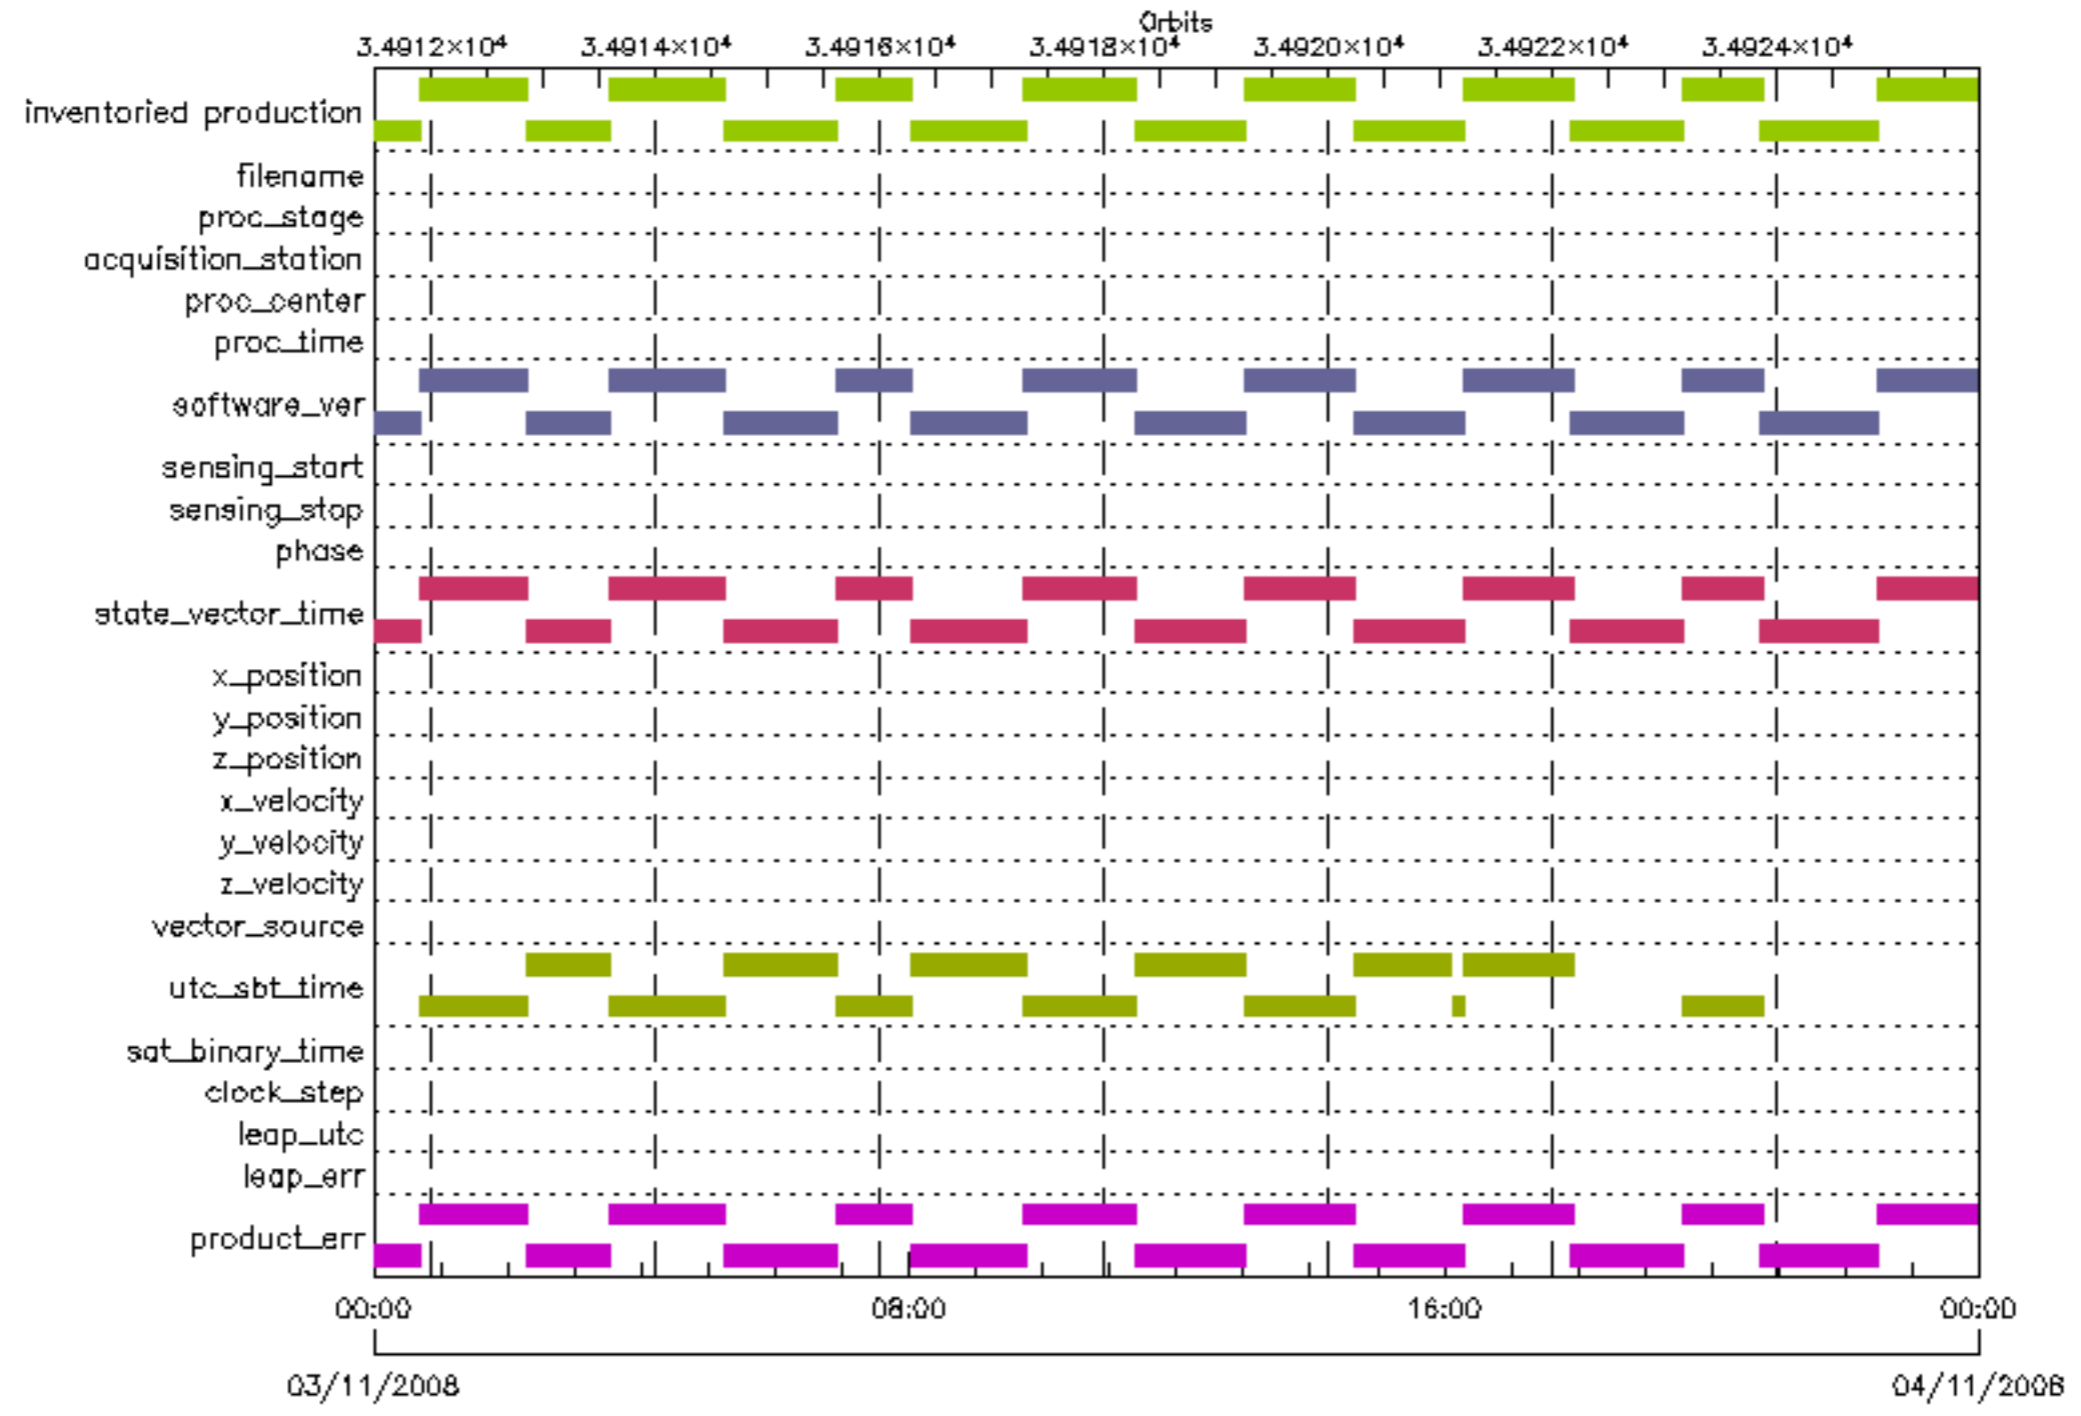 Orbits
3.4912×10⁴ 3.4914×10⁴ 3.4916×10⁴ 3.4918×10⁴ 3.4920×10⁴ 3.4922×10⁴ 3.4924×10⁴
inventoried production
filename
proc_stage
acquisition_station
proc_center
proc_time
software_ver
sensing_start
sensing_stop
phase
state_vector_time
x_position
y_position
z_position
x_velocity
y_velocity
z_velocity
vector_source
utc_sbt_time
sat_binary_time
clock_step
leap_utc
leap_err
product_err
00:00 08:00 16:00 00:00
03/11/2008 04/11/2008